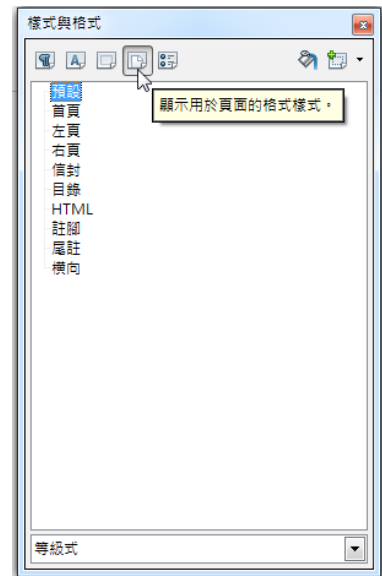 樣式與格式
預設
顯示用於頁面的格式樣式。
首頁
左頁
右頁
信封
目錄
HTML
註腳
尾註
橫向
等級式